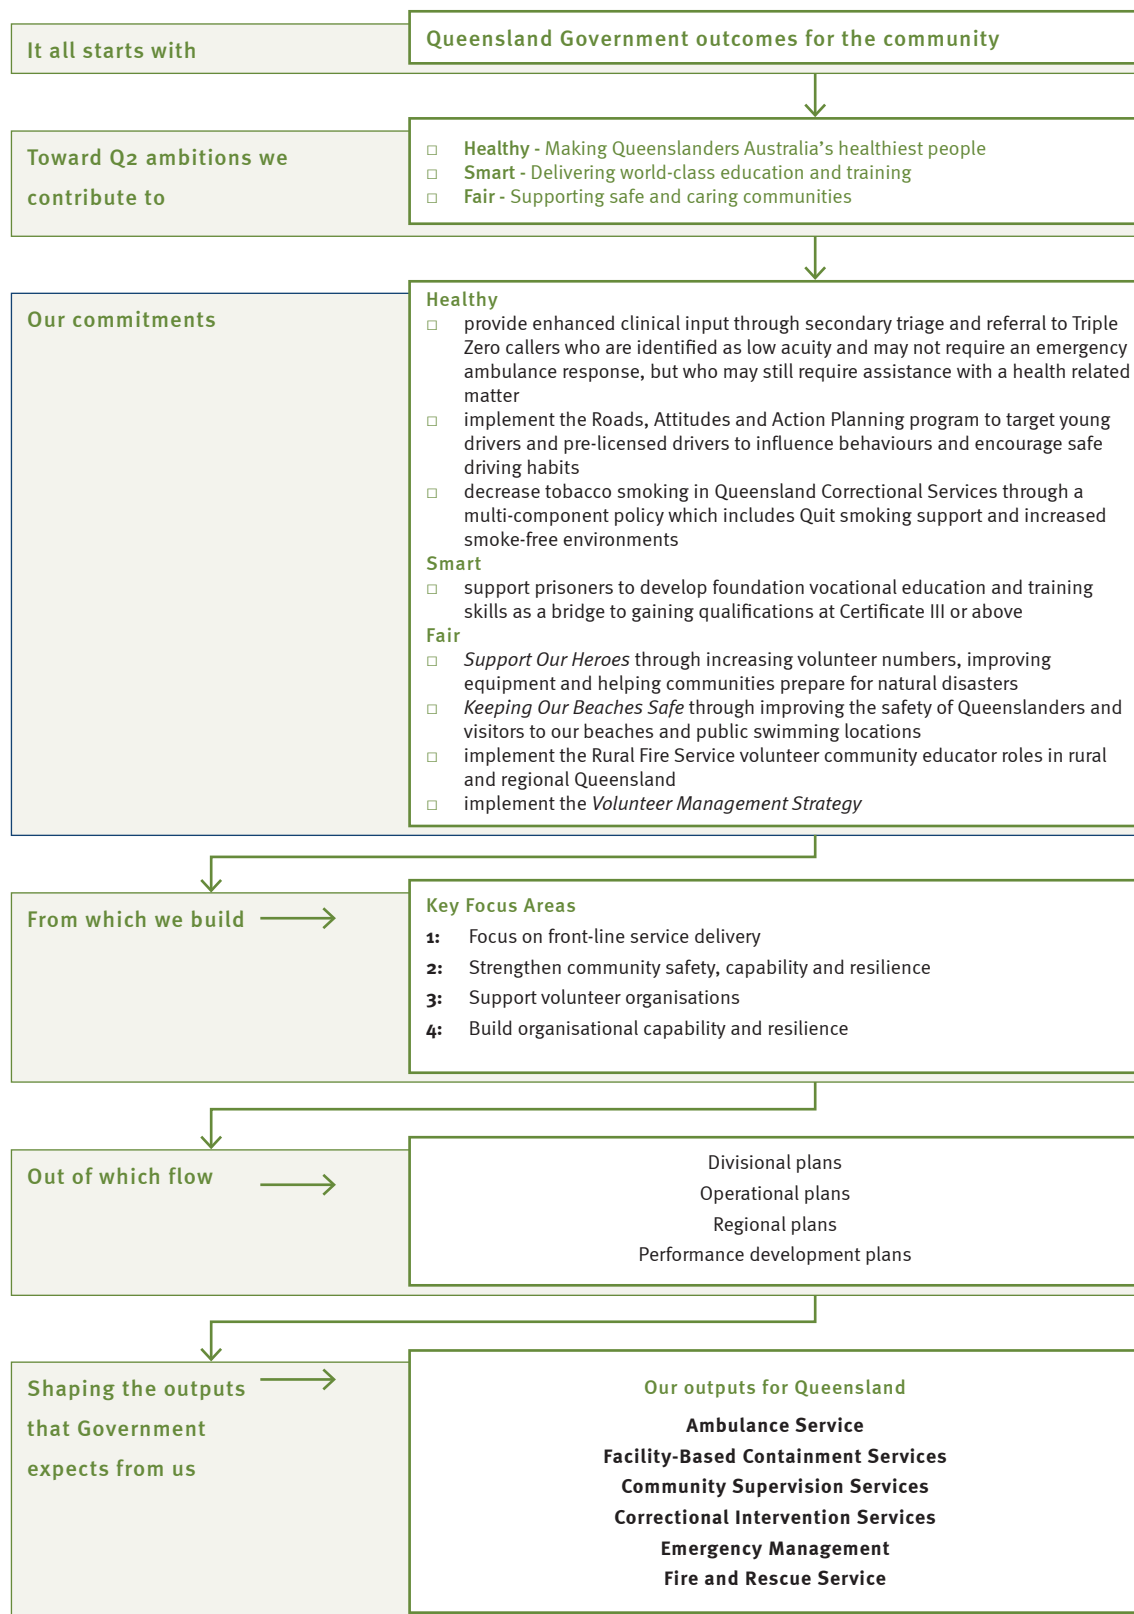 It all starts with
Queensland Government outcomes for the community
Toward Q2 ambitions we
contribute to
□ Healthy - Making Queenslanders Australia's healthiest people
□ Smart - Delivering world-class education and training
□ Fair - Supporting safe and caring communities
Our commitments
Healthy
□ provide enhanced clinical input through secondary triage and referral to Triple
Zero callers who are identified as low acuity and may not require an emergency
ambulance response, but who may still require assistance with a health related
matter
□ implement the Roads, Attitudes and Action Planning program to target young
drivers and pre-licensed drivers to influence behaviours and encourage safe
driving habits
□ decrease tobacco smoking in Queensland Correctional Services through a
multi-component policy which includes Quit smoking support and increased
smoke-free environments
Smart
□ support prisoners to develop foundation vocational education and training
skills as a bridge to gaining qualifications at Certificate III or above
Fair
□ Support Our Heroes through increasing volunteer numbers, improving
equipment and helping communities prepare for natural disasters
□ Keeping Our Beaches Safe through improving the safety of Queenslanders and
visitors to our beaches and public swimming locations
□ implement the Rural Fire Service volunteer community educator roles in rural
and regional Queensland
□ implement the Volunteer Management Strategy
From which we build
Key Focus Areas
1: Focus on front-line service delivery
2: Strengthen community safety, capability and resilience
3: Support volunteer organisations
4: Build organisational capability and resilience
Out of which flow
Divisional plans
Operational plans
Regional plans
Performance development plans
Shaping the outputs
that Government
expects from us
Our outputs for Queensland
Ambulance Service
Facility-Based Containment Services
Community Supervision Services
Correctional Intervention Services
Emergency Management
Fire and Rescue Service